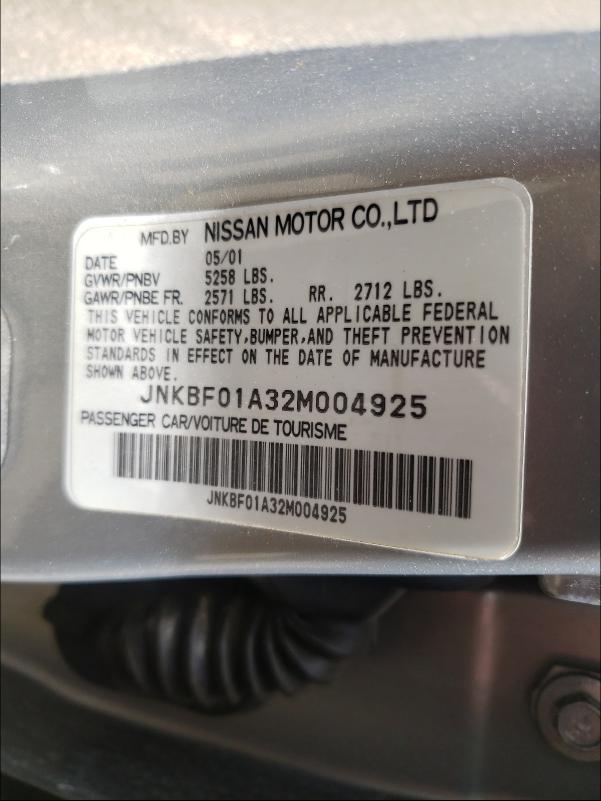 MFD.BY NISSAN MOTOR CO.,LTD
DATE 05/01
GVWR/PNBV 5258 LBS.
GAWR/PNBE FR. 2571 LBS. RR. 2712 LBS.
THIS VEHICLE CONFORMS TO ALL APPLICABLE FEDERAL
MOTOR VEHICLE SAFETY,BUMPER,AND THEFT PREVENTION
STANDARDS IN EFFECT ON THE DATE OF MANUFACTURE
SHOWN ABOVE.
JNKBF01A32M004925
PASSENGER CAR/VOITURE DE TOURISME
JNKBF01A32M004925